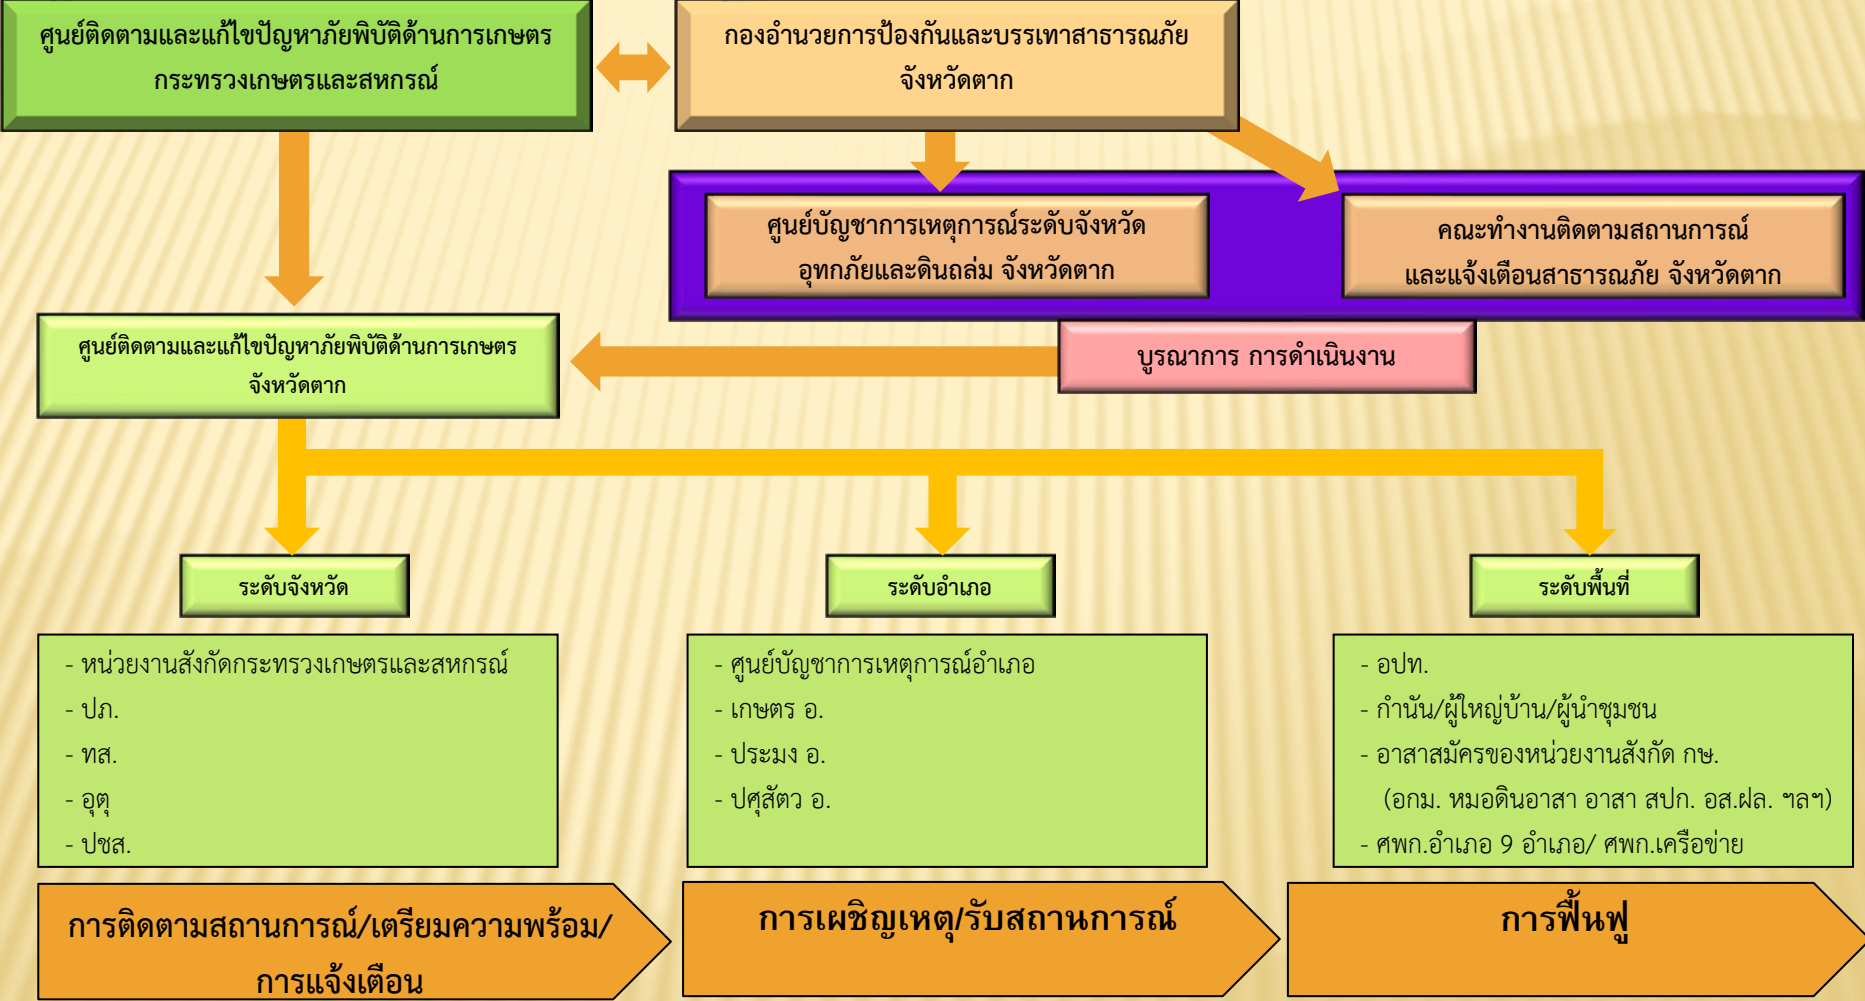 ศูนย์ติดตามและแก้ไขปัญหาภัยพิบัติด้านการเกษตร
กระทรวงเกษตรและสหกรณ์
กองอำนวยการป้องกันและบรรเทาสาธารณภัย
จังหวัดตาก
ศูนย์บัญชาการเหตุการณ์ระดับจังหวัด
อุทกภัยและดินถล่ม จังหวัดตาก
คณะทำงานติดตามสถานการณ์
และแจ้งเตือนสาธารณภัย จังหวัดตาก
ศูนย์ติดตามและแก้ไขปัญหาภัยพิบัติด้านการเกษตร
จังหวัดตาก
บูรณาการ การดำเนินงาน
ระดับจังหวัด
- หน่วยงานสังกัดกระทรวงเกษตรและสหกรณ์
- ปภ.
- ทส.
- อุตุ
- ปชส.
ระดับอำเภอ
- ศูนย์บัญชาการเหตุการณ์อำเภอ
- เกษตร อ.
- ประมง อ.
- ปศุสัตว อ.
ระดับพื้นที่
- อปท.
- กำนัน/ผู้ใหญ่บ้าน/ผู้นำชุมชน
- อาสาสมัครของหน่วยงานสังกัด กษ.
(อกม. หมอดินอาสา อาสา สปก. อส.ฝล. ฯลฯ)
- ศพก.อำเภอ 9 อำเภอ/ ศพก.เครือข่าย
การติดตามสถานการณ์/เตรียมความพร้อม/
การแจ้งเตือน
การเผชิญเหตุ/รับสถานการณ์
การฟื้นฟู